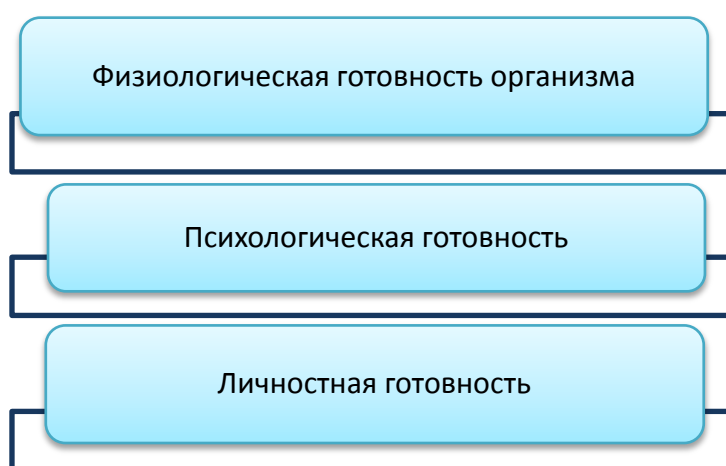 Физиологическая готовность организма
Психологическая готовность
Личностная готовность